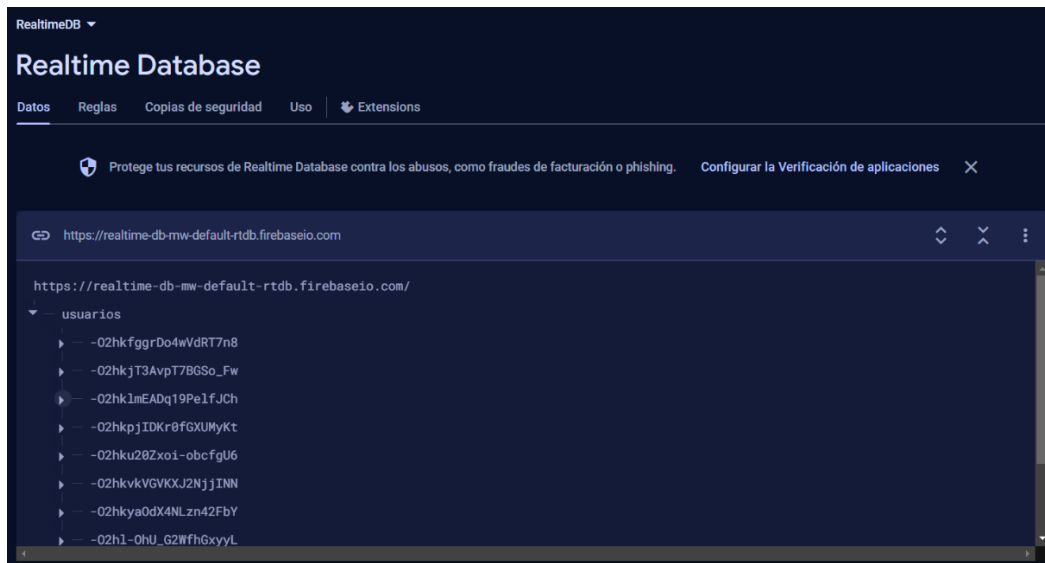 RealtimeDB
Realtime Database
Datos Reglas Copias de seguridad Uso Extensions
Protege tus recursos de Realtime Database contra los abusos, como fraudes de facturación o phishing. Configurar la Verificación de aplicaciones
https://realtime-db-mw-default-rtdb.firebaseio.com
https://realtime-db-mw-default-rtdb.firebaseio.com/
usuarios
-O2hkfggrDo4wVdRT7n8
-O2hkjT3AvpT7BGSo_Fw
-O2hklmEADq19PelfJCh
-O2hkpjIDKr0fGXUMyKt
-O2hku20Zxoi-obcfgU6
-O2hkvkVGVKXJ2NjjINN
-O2hkyaOdX4NLzn42FbY
-O2hl-OhU_G2WfhGxyyL